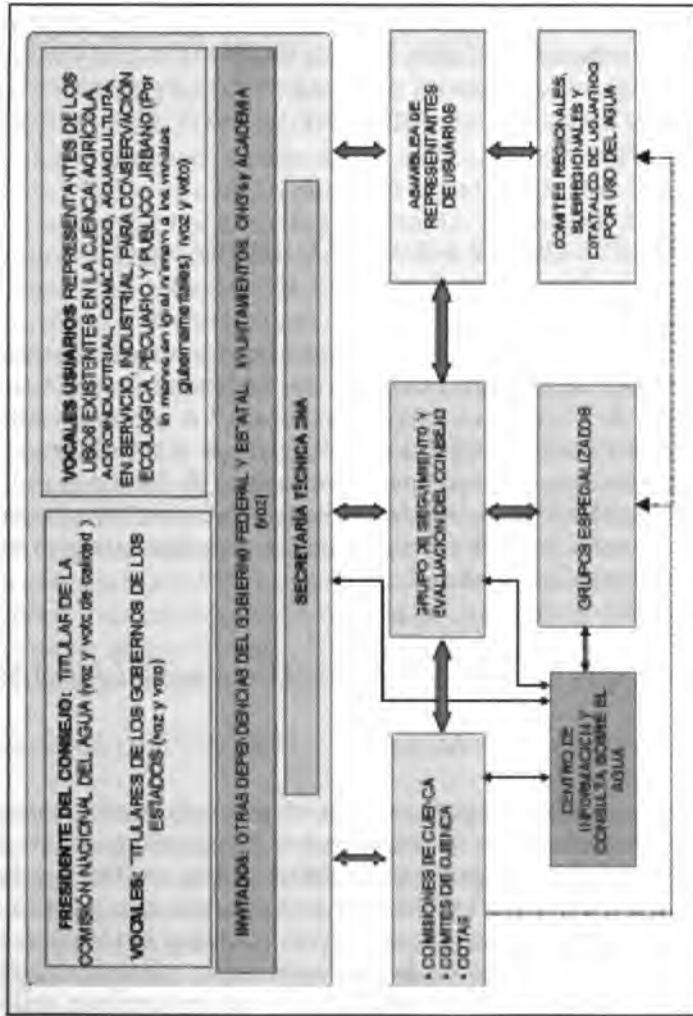 PRESIDENTE DEL CONSEJO: TITULAR DE LA
COMISIÓN NACIONAL DEL AGUA (voz y voto de calidad)
VOCALES: TITULARES DE LOS GOBIERNOS DE LOS
ESTADOS (voz y voto)
VOCALES USUARIOS REPRESENTANTES DE LOS
USOS EXISTENTES EN LA CUENCA: AGRÍCOLA,
AGROINDUSTRIAL, DOMÉSTICO, ACUACULTURA,
EN SERVICIO, INDUSTRIAL, PARA CONSERVACIÓN
ECOLÓGICA, PECUARIO Y PUBLICO URBANO (Por
lo menos en igual número a los vocales
gubernamentales) (voz y voto)
INVITADOS: OTRAS DEPENDENCIAS DEL GOBIERNO FEDERAL Y ESTATAL, AYUNTAMIENTOS, ONG's y ACADEMIA
(voz)
SECRETARÍA TÉCNICA
• COMISIONES DE CUENCA
• COMITES DE CUENCA
• COTAS
GRUPO DE SEGUIMIENTO Y
EVALUACIÓN DEL CONSEJO
ASAMBLEA DE
REPRESENTANTES
DE USUARIOS
CENTRO DE
INFORMACIÓN Y
CONSULTA SOBRE EL
AGUA
GRUPOS ESPECIALIZADOS
COMITÉS REGIONALES,
SUBREGIONALES Y
ESTATALES DE USUARIOS
POR USO DEL AGUA